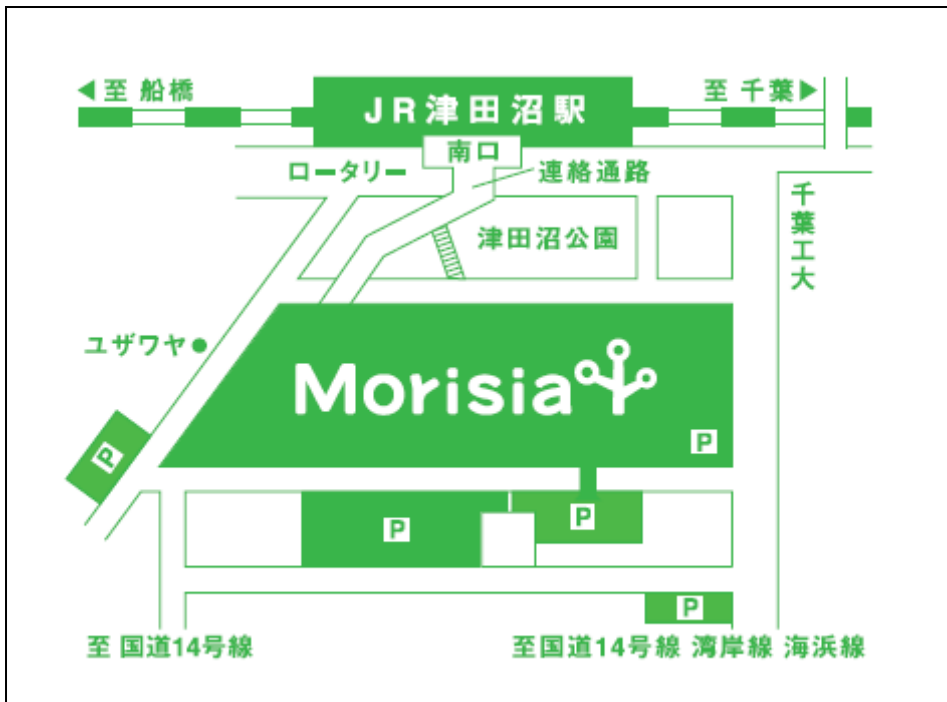 ◀至 船橋
至 千葉▶
JR津田沼駅
南口
ロータリー
連絡通路
千葉工大
津田沼公園
ユザワヤ
Morisia
P
P
P
P
P
至 国道14号線
至国道14号線 湾岸線 海浜線